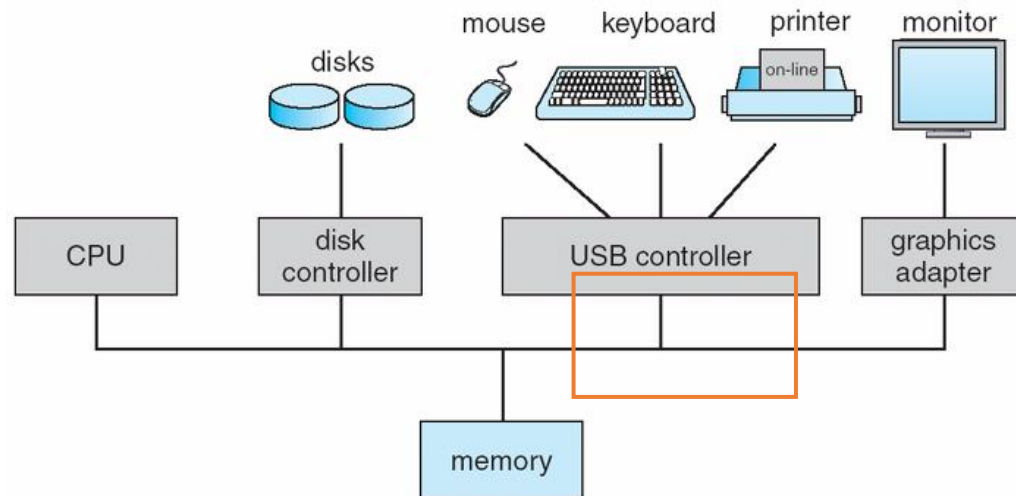 mouse
keyboard
printer
monitor
disks
on-line
CPU
disk
controller
USB controller
graphics
adapter
memory